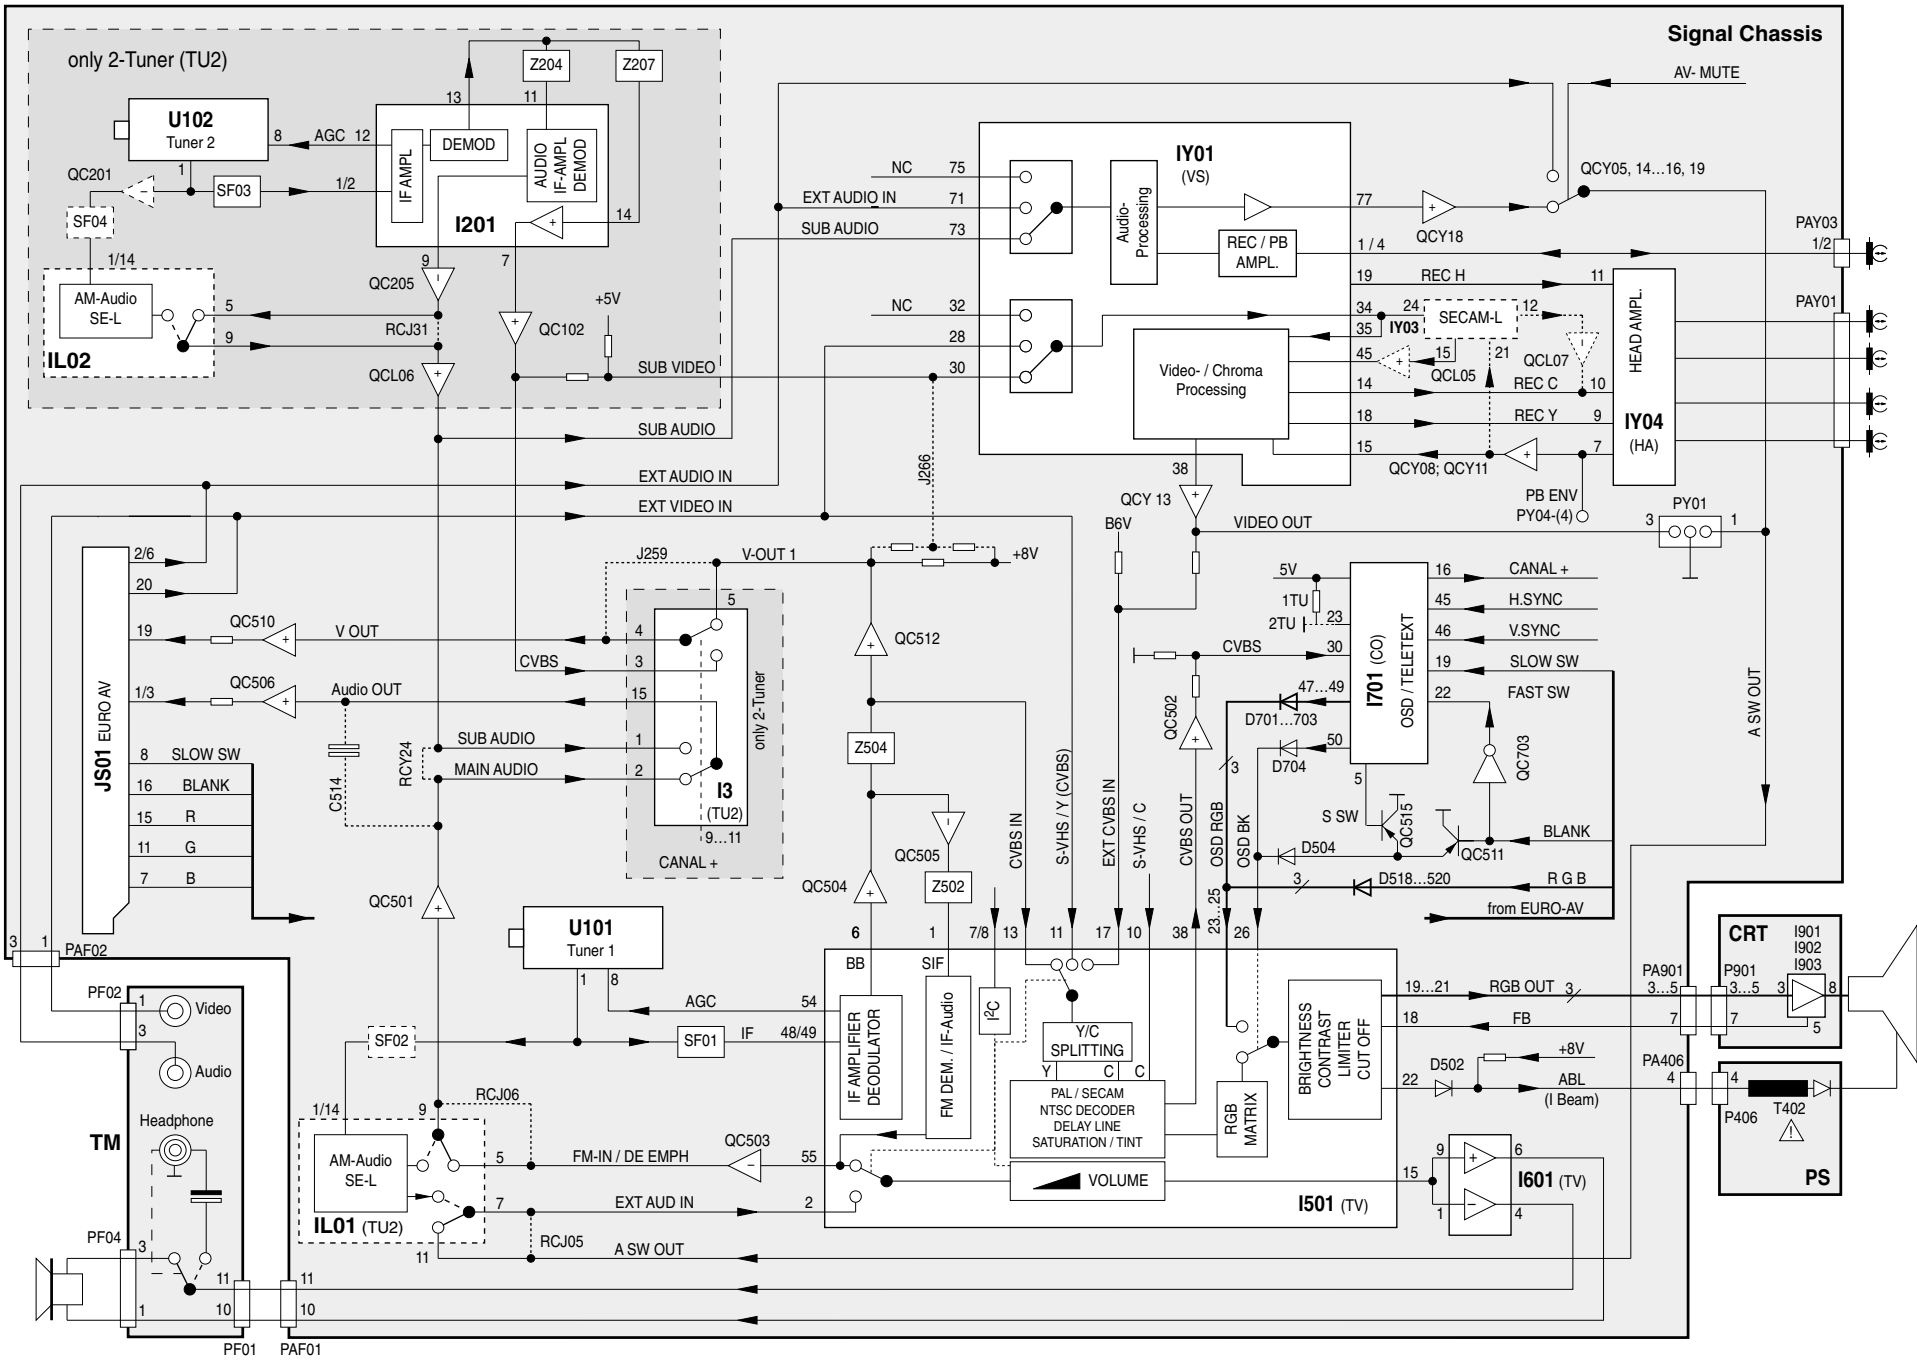 Signal Chassis
only 2-Tuner (TU2)
Z204
Z207
AV- MUTE
13
11
U102
Tuner 2
8
AGC
12
DEMOD
IF AMPL
AUDIO
IF-AMPL
DEMOD
QC201
1
SF03
1/2
SF04
I201
14
1/14
9
7
QC205
AM-Audio
SE-L
5
RCJ31
9
IL02
QCL06
QC102
+5V
SUB VIDEO
SUB AUDIO
NC
75
EXT AUDIO IN
71
SUB AUDIO
73
NC
32
28
30
IY01
(VS)
Audio-
Processing
REC / PB
AMPL.
Video- / Chroma
Processing
77
QCY18
QCY05, 14...16, 19
1 / 4
PAY03
1/2
19
REC H
11
PAY01
34
24
SECAM-L
12
35
IY03
45
15
21
QCL05
QCL07
14
REC C
10
18
REC Y
9
15
QCY08; QCY11
7
HEAD AMPL.
IY04
(HA)
38
QCY 13
PB ENV
PY04-(4)
PY01
3
1
VIDEO OUT
B6V
J266
EXT AUDIO IN
EXT VIDEO IN
JS01 EURO AV
2/6
20
19
QC510
V OUT
1/3
QC506
Audio OUT
8
SLOW SW
16
BLANK
15
R
11
G
7
B
C514
RCY24
J259
V-OUT 1
+8V
5
4
CVBS
3
15
SUB AUDIO
1
MAIN AUDIO
2
I3
(TU2)
only 2-Tuner
9...11
CANAL +
QC512
Z504
QC505
QC504
Z502
QC501
5V
1TU
2TU
23
CVBS
30
I701 (CO)
OSD / TELETEXT
16
CANAL +
45
H.SYNC
46
V.SYNC
19
SLOW SW
22
FAST SW
47...49
D701...703
50
D704
3
5
S SW
QC515
QC703
QC511
BLANK
D504
3
D518...520
R G B
from EURO-AV
A SW OUT
QC502
CVBS IN
S-VHS / Y (CVBS)
EXT CVBS IN
S-VHS / C
CVBS OUT
OSD RGB
OSD BK
6
1
7/8
13
11
17
10
38
23...25
26
U101
Tuner 1
1
8
AGC
54
SF02
SF01
IF
48/49
BB
SIF
IF AMPLIFIER
DEODULATOR
FM DEM. / IF-Audio
I²C
Y/C
SPLITTING
Y
C
C
PAL / SECAM
NTSC DECODER
DELAY LINE
SATURATION / TINT
RGB
MATRIX
BRIGHTNESS
CONTRAST
LIMITER
CUT OFF
VOLUME
I501 (TV)
19...21
RGB OUT
3
PA901
3...5
P901
3...5
3
8
CRT
I901
I902
I903
18
FB
7
7
5
22
D502
+8V
ABL
(I Beam)
PA406
4
4
P406
T402
PS
15
9
6
1
4
I601 (TV)
3
1
PAF02
PF02
1
Video
3
Audio
Headphone
TM
PF04
3
1
11
10
11
10
PF01
PAF01
1/14
9
RCJ06
AM-Audio
SE-L
5
FM-IN / DE EMPH
QC503
55
7
EXT AUD IN
2
IL01 (TU2)
11
RCJ05
A SW OUT